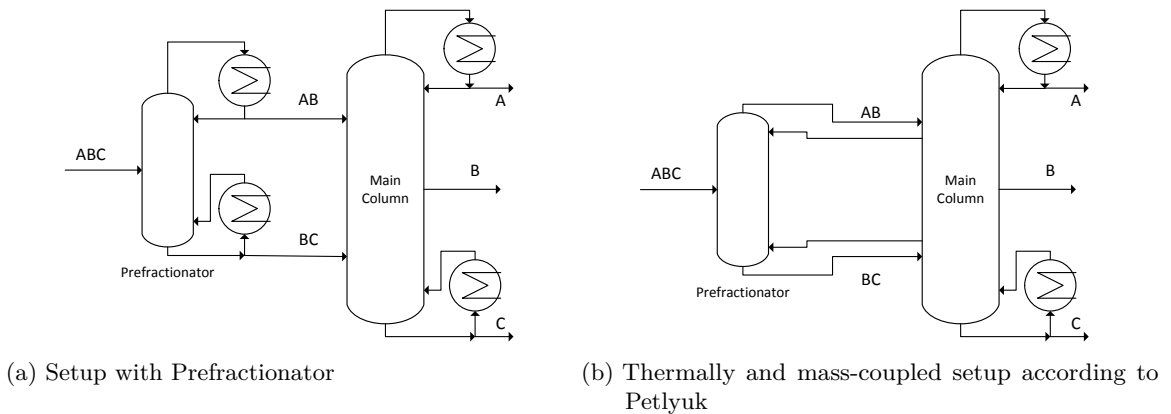 AB
A
ABC
B
Main
Column
BC
Prefractionator
C
AB
A
ABC
B
Main
Column
BC
Prefractionator
C
(a) Setup with Prefractionator
(b) Thermally and mass-coupled setup according to
Petlyuk